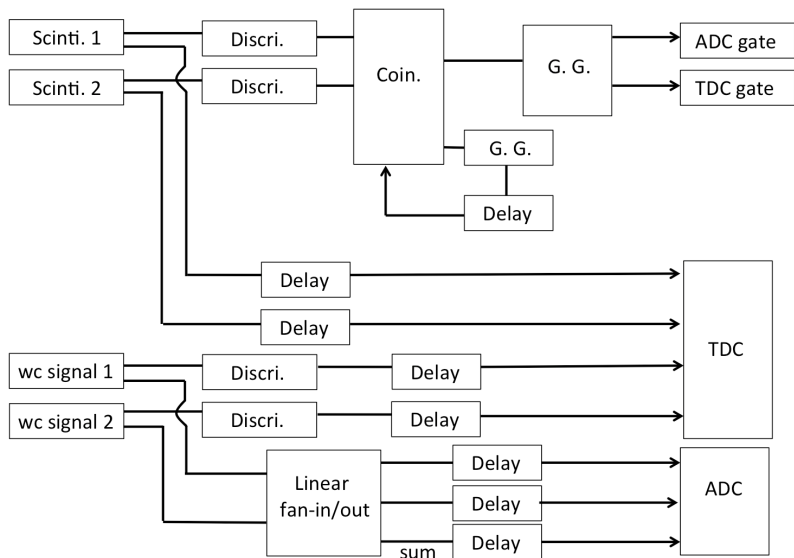 Scinti. 1
Discri.
Scinti. 2
Discri.
Coin.
G. G.
ADC gate
TDC gate
G. G.
Delay
Delay
Delay
TDC
wc signal 1
Discri.
Delay
wc signal 2
Discri.
Delay
Linear
fan-in/out
Delay
Delay
sum
Delay
ADC